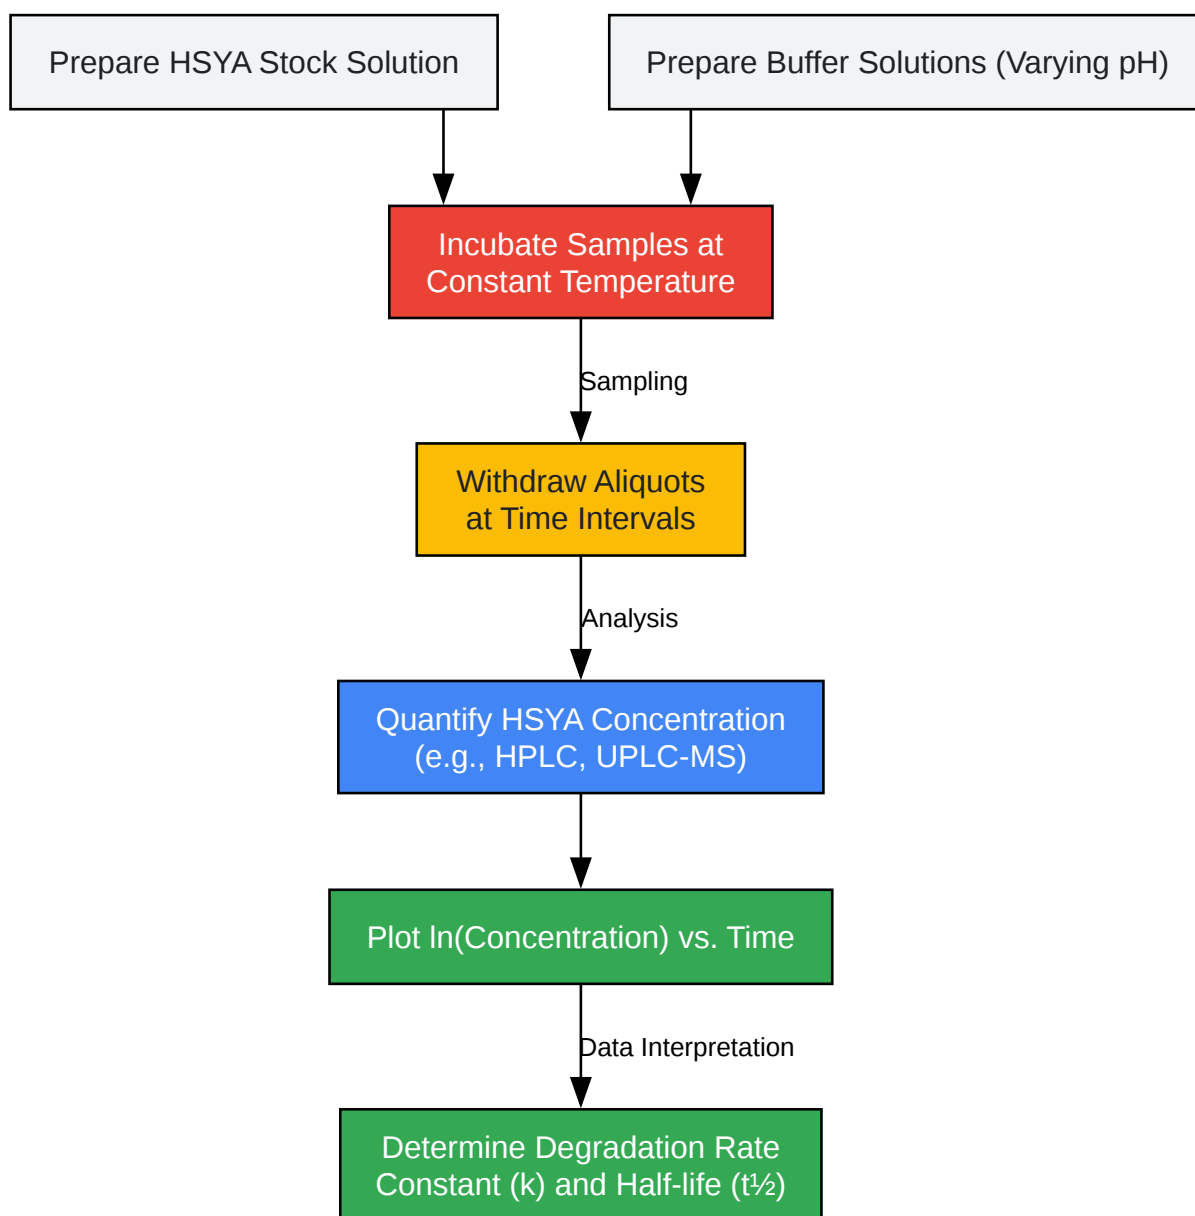 Prepare HSYA Stock Solution
Prepare Buffer Solutions (Varying pH)
Incubate Samples at
Constant Temperature
Sampling
Withdraw Aliquots
at Time Intervals
Analysis
Quantify HSYA Concentration
(e.g., HPLC, UPLC-MS)
Plot ln(Concentration) vs. Time
Data Interpretation
Determine Degradation Rate
Constant (k) and Half-life (t½)